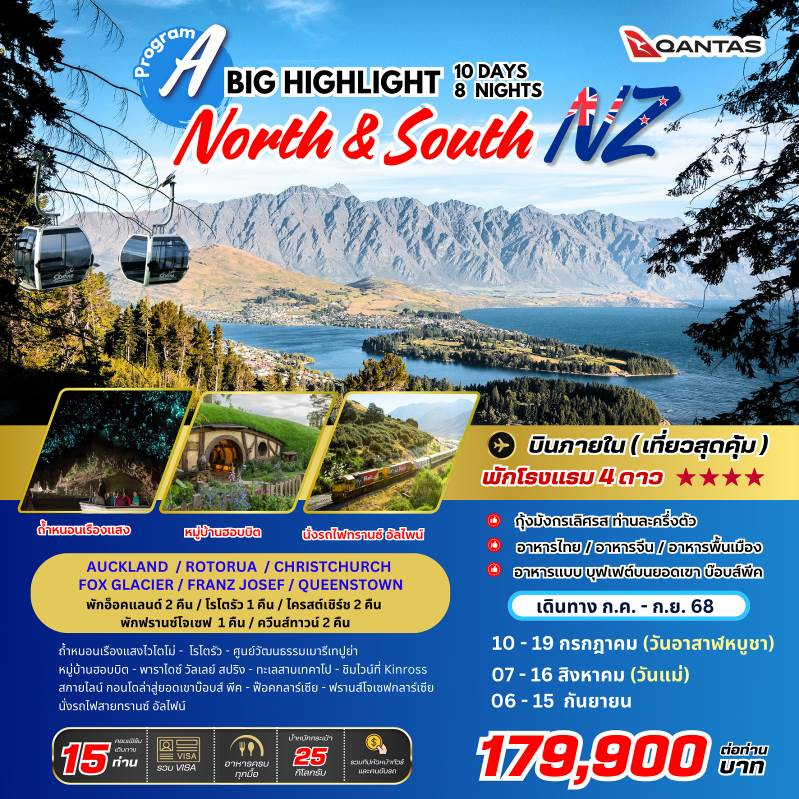 Program A
BIG HIGHLIGHT 10 DAYS 8 NIGHTS
QANTAS
North & South NZ
บินภายใน ( เที่ยวสุดคุ้ม )
พักโรงแรม 4 ดาว
ถ้ำหนอนเรืองแสง
หมู่บ้านฮอบบิต
นั่งรถไฟทรานซ์ อัลไพน์
กุ้งมังกรเลิศรส ท่านละครึ่งตัว
อาหารไทย / อาหารจีน / อาหารพื้นเมือง
อาหารแบบ บุฟเฟต์บนยอดเขา บ๊อบส์พีค
AUCKLAND / ROTORUA / CHRISTCHURCH
FOX GLACIER / FRANZ JOSEF / QUEENSTOWN
พักอ็อคแลนด์ 2 คืน / โรโตรัว 1 คืน / ไครสต์เชิร์ช 2 คืน
พักฟรานซ์โจเซฟ 1 คืน / ควีนส์ทาวน์ 2 คืน
เดินทาง ก.ค. - ก.ย. 68
10 - 19 กรกฎาคม (วันอาสาฬหบูชา)
07 - 16 สิงหาคม (วันแม่)
06 - 15 กันยายน
ถ้ำหนอนเรืองแสงไวโตโม่ - โรโตรัว - ศูนย์วัฒนธรรมเมารีเทปูย่า
หมู่บ้านฮอบบิต - พาราไดซ์ วัลเลย์ สปริง - ทะเลสาบเทคาโป - ชิมไวน์ที่ Kinross
สกายไลน์ กอนโดล่าสู่ยอดเขาบ๊อบส์ พีค - ฟ๊อคกลาร์เซีย - ฟรานส์โจเซฟกลาร์เซีย
นั่งรถไฟสายทรานซ์ อัลไฟน์
15 คอนเฟิร์มเดินทาง ท่าน
VISA
รวม VISA
อาหารครบ
ทุกมื้อ
น้ำหนักกระเป๋า
25
กิโลกรัม
รวมทิปหัวหน้าทัวร์
และคนขับรถ
179,900 ต่อท่าน บาท